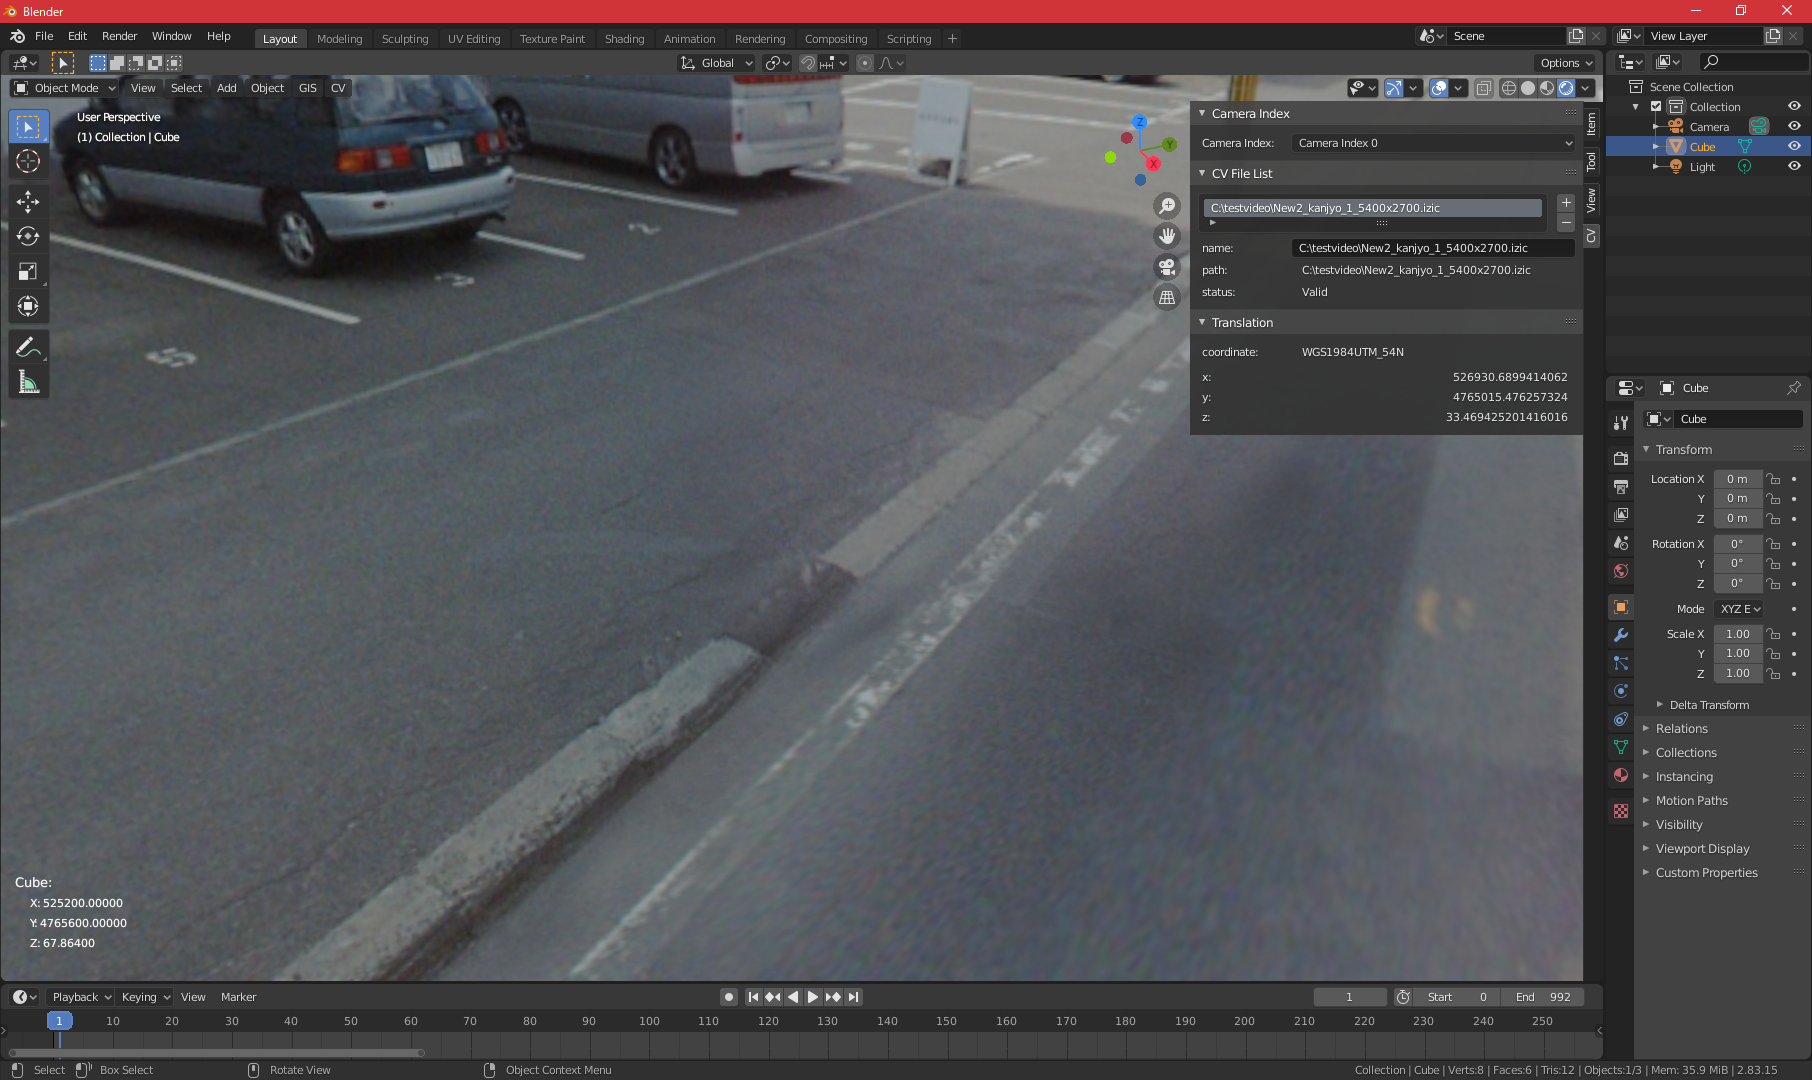 Blender
File Edit Render Window Help
Layout Modeling Sculpting UV Editing Texture Paint Shading Animation Rendering Compositing Scripting +
Scene
View Layer
Global
Options
Object Mode View Select Add Object GIS CV
User Perspective
(1) Collection | Cube
Z
Y
X
Camera Index
Camera Index: Camera Index 0
CV File List
C:\testvideo\New2_kanjyo_1_5400x2700.izic
name: C:\testvideo\New2_kanjyo_1_5400x2700.izic
path: C:\testvideo\New2_kanjyo_1_5400x2700.izic
status: Valid
Translation
coordinate: WGS1984UTM_54N
x: 526930.6899414062
y: 4765015.476257324
z: 33.469425201416016
Item
Tool
View
CV
Scene Collection
Collection
Camera
Cube
Light
Cube
Cube
Transform
Location X 0 m
Y 0 m
Z 0 m
Rotation X 0°
Y 0°
Z 0°
Mode XYZ E
Scale X 1.00
Y 1.00
Z 1.00
Delta Transform
Relations
Collections
Instancing
Motion Paths
Visibility
Viewport Display
Custom Properties
Cube:
X: 525200.00000
Y: 4765600.00000
Z: 67.86400
Playback Keying View Marker
1
Start 0
End 992
1 10 20 30 40 50 60 70 80 90 100 110 120 130 140 150 160 170 180 190 200 210 220 230 240 250
Select Box Select Rotate View Object Context Menu
Collection | Cube | Verts:8 | Faces:6 | Tris:12 | Objects:1/3 | Mem: 35.9 MiB | 2.83.15